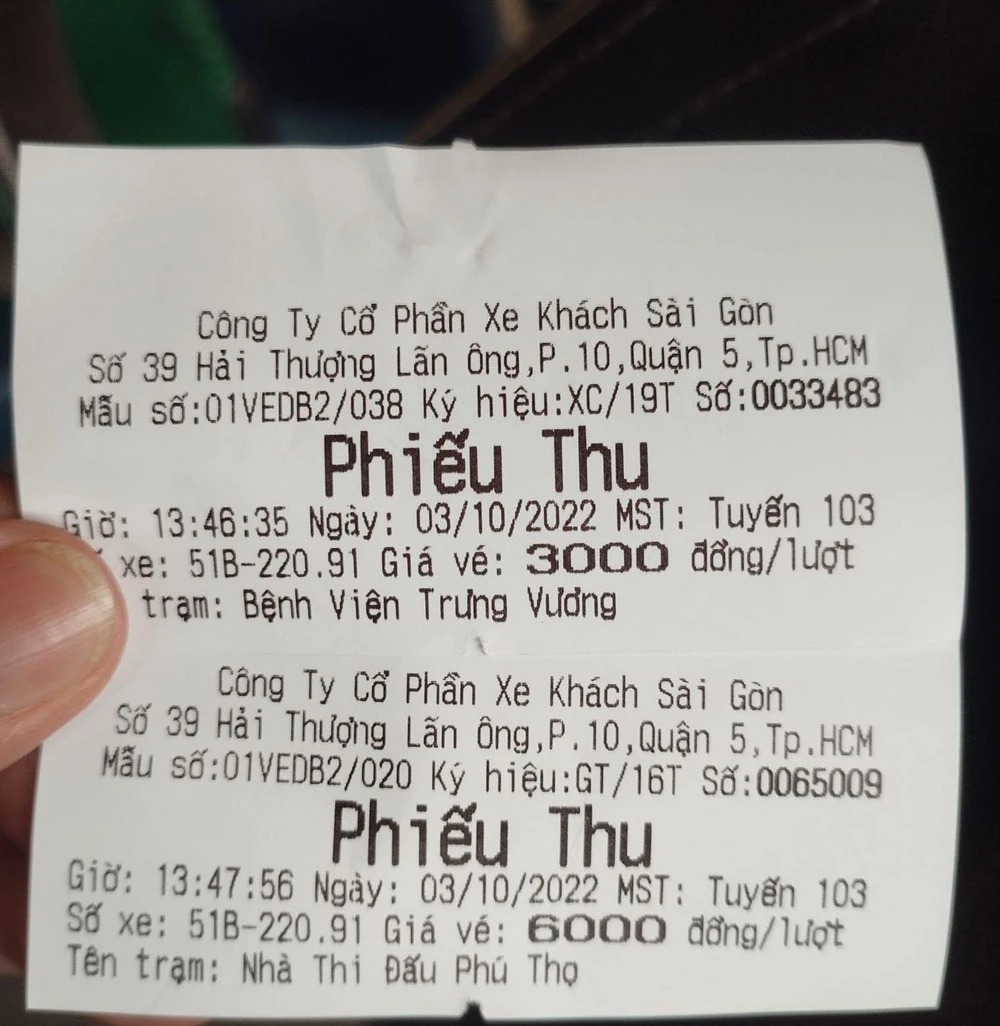 Công Ty Cổ Phần Xe Khách Sài Gòn
Số 39 Hải Thượng Lãn Ông,P.10,Quận 5,Tp.HCM
Mẫu số:01VEDB2/038 Ký hiệu:XC/19T Số:0033483
Phiếu Thu
Giờ: 13:46:35 Ngày: 03/10/2022 MST: Tuyến 103
xe: 51B-220.91 Giá vé: 3000 đồng/lượt
trạm: Bệnh Viện Trưng Vương
Công Ty Cổ Phần Xe Khách Sài Gòn
Số 39 Hải Thượng Lãn Ông,P.10,Quận 5,Tp.HCM
Mẫu số:01VEDB2/020 Ký hiệu:GT/16T Số:0065009
Phiếu Thu
Giờ: 13:47:56 Ngày: 03/10/2022 MST: Tuyến 103
Số xe: 51B-220.91 Giá vé: 6000 đồng/lượt
Tên trạm: Nhà Thi Đấu Phú Thọ